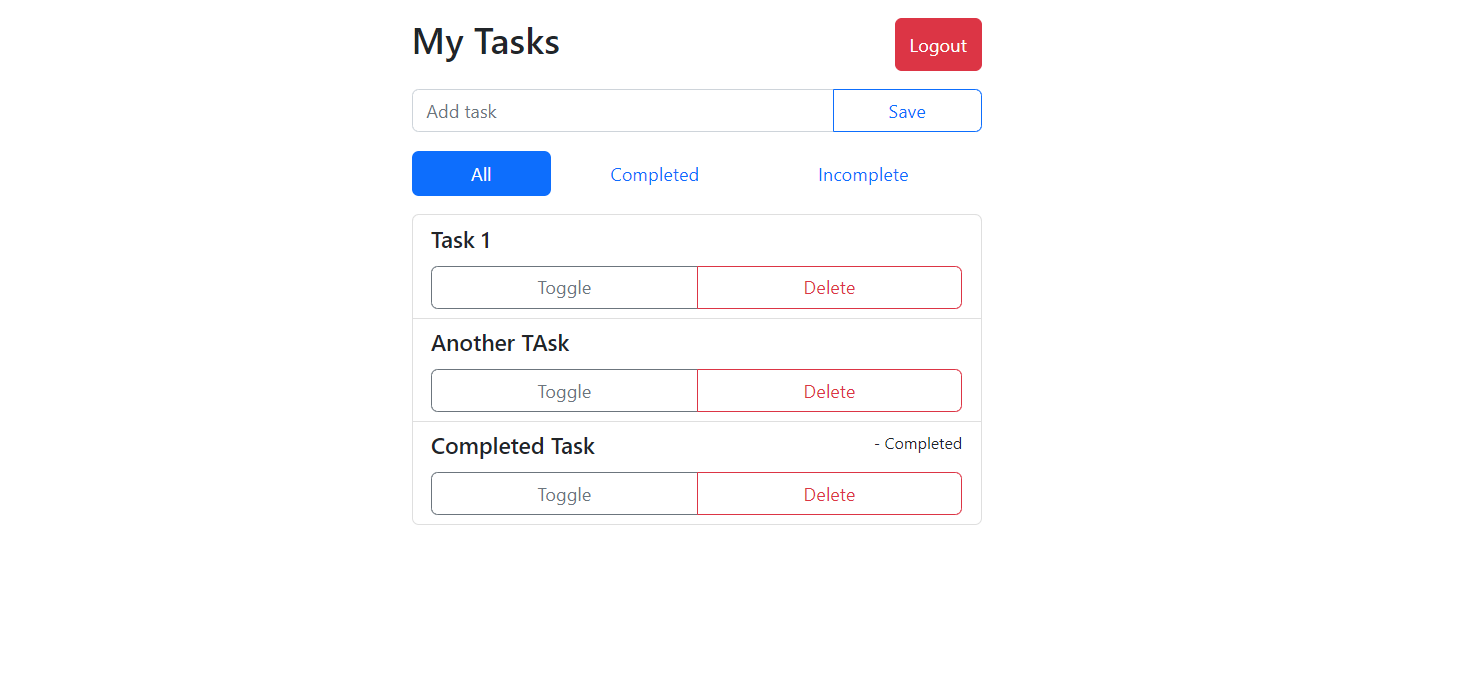 My Tasks
Logout
Add task
Save
All
Completed
Incomplete
Task 1
Toggle
Delete
Another TAsk
Toggle
Delete
Completed Task
- Completed
Toggle
Delete